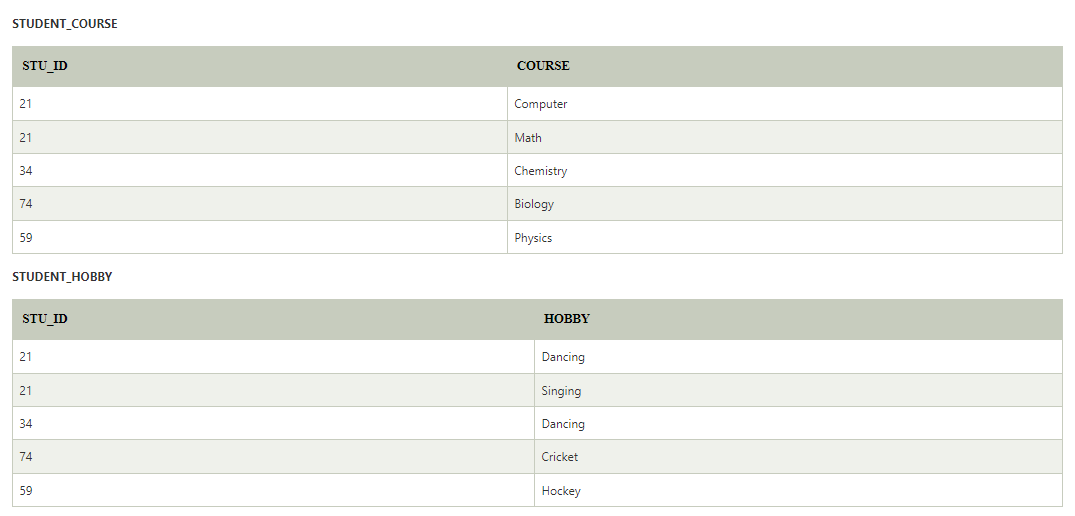 STUDENT_COURSE
STU_ID COURSE
21 Computer
21 Math
34 Chemistry
74 Biology
59 Physics
STUDENT_HOBBY
STU_ID HOBBY
21 Dancing
21 Singing
34 Dancing
74 Cricket
59 Hockey